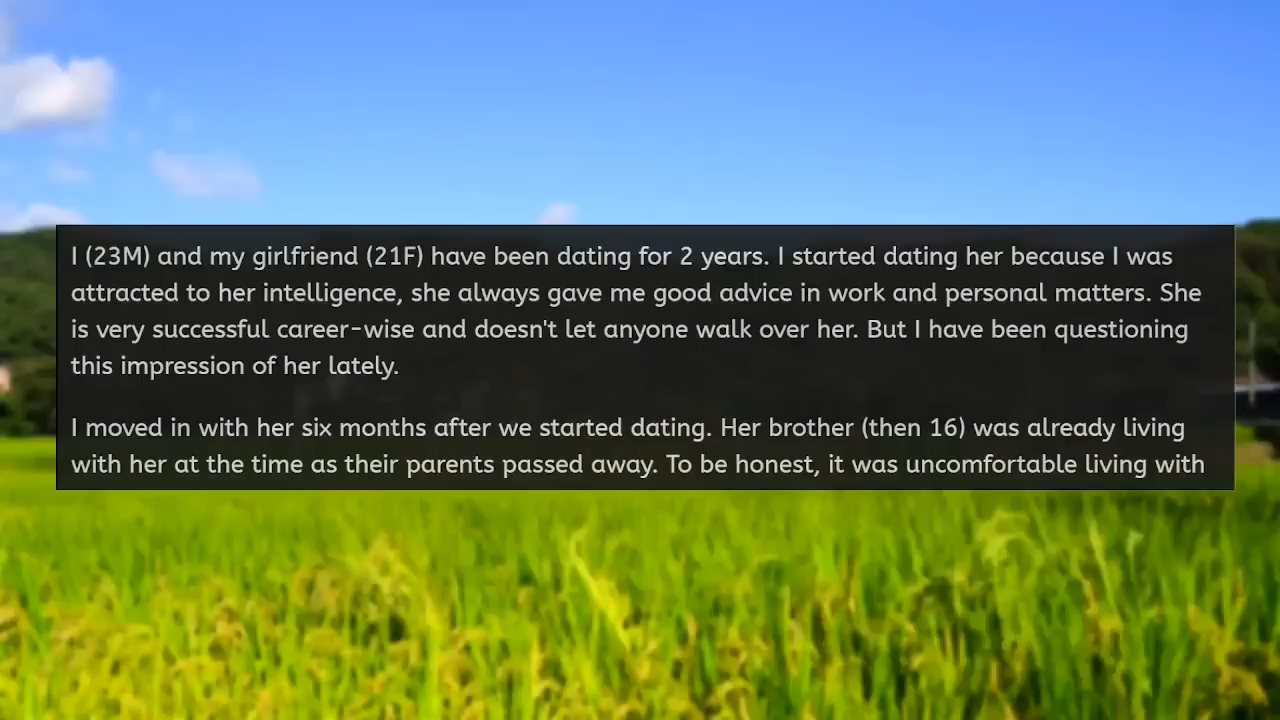 I (23M) and my girlfriend (21F) have been dating for 2 years. I started dating her because I was
attracted to her intelligence, she always gave me good advice in work and personal matters. She
is very successful career-wise and doesn't let anyone walk over her. But I have been questioning
this impression of her lately.
I moved in with her six months after we started dating. Her brother (then 16) was already living
with her at the time as their parents passed away. To be honest, it was uncomfortable living with